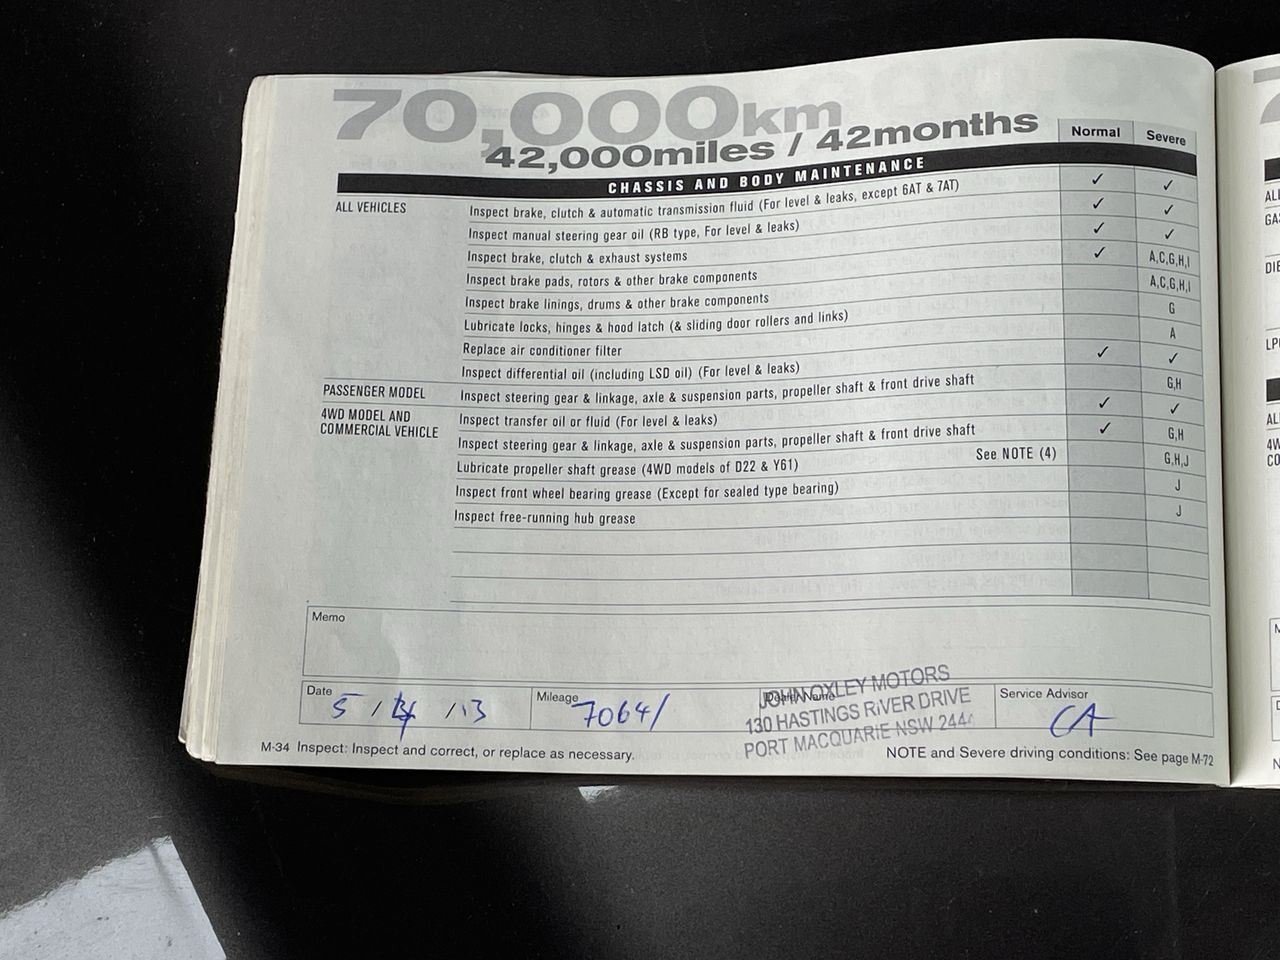 70,000km
42,000miles / 42months
Normal Severe
CHASSIS AND BODY MAINTENANCE
ALL VEHICLES Inspect brake, clutch & automatic transmission fluid (For level & leaks, except 6AT & 7AT) ✓ ✓
Inspect manual steering gear oil (RB type, For level & leaks) ✓ ✓
Inspect brake, clutch & exhaust systems ✓ ✓
Inspect brake pads, rotors & other brake components ✓ A,C,G,H,I
Inspect brake linings, drums & other brake components A,C,G,H,I
Lubricate locks, hinges & hood latch (& sliding door rollers and links) G
Replace air conditioner filter A
Inspect differential oil (including LSD oil) (For level & leaks) ✓ ✓
PASSENGER MODEL Inspect steering gear & linkage, axle & suspension parts, propeller shaft & front drive shaft G,H
4WD MODEL AND Inspect transfer oil or fluid (For level & leaks) ✓ ✓
COMMERCIAL VEHICLE Inspect steering gear & linkage, axle & suspension parts, propeller shaft & front drive shaft ✓ G,H
Lubricate propeller shaft grease (4WD models of D22 & Y61) See NOTE (4) G,H,J
Inspect front wheel bearing grease (Except for sealed type bearing) J
Inspect free-running hub grease J
Memo
Date 5 / / 13
Mileage 70641
Dealer Name
JOHN OXLEY MOTORS
130 HASTINGS RIVER DRIVE
PORT MACQUARIE NSW 2444
Service Advisor CA
M-34 Inspect: Inspect and correct, or replace as necessary.
NOTE and Severe driving conditions: See page M-72